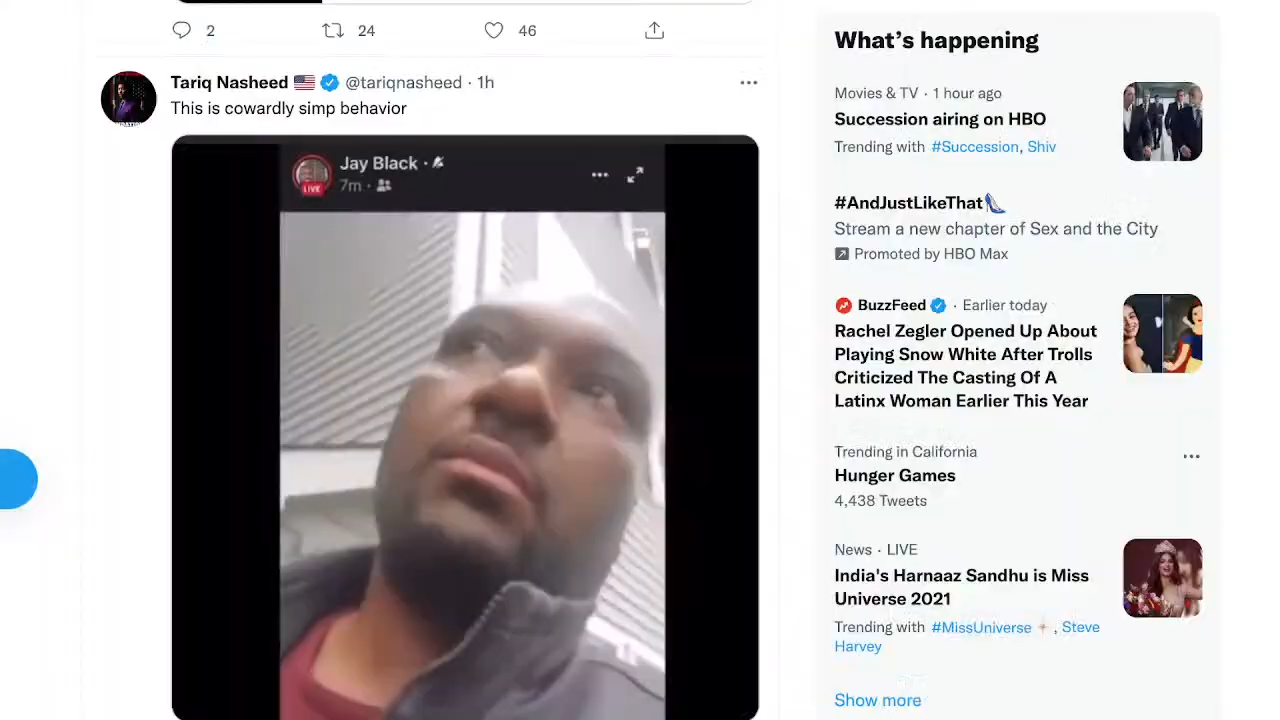 2
24
46
Tariq Nasheed 🇺🇸 @tariqnasheed · 1h
This is cowardly simp behavior
Jay Black ·
LIVE
7m ·
What's happening
Movies & TV · 1 hour ago
Succession airing on HBO
Trending with #Succession, Shiv
#AndJustLikeThat👠
Stream a new chapter of Sex and the City
Promoted by HBO Max
BuzzFeed · Earlier today
Rachel Zegler Opened Up About
Playing Snow White After Trolls
Criticized The Casting Of A
Latinx Woman Earlier This Year
Trending in California
Hunger Games
4,438 Tweets
News · LIVE
India's Harnaaz Sandhu is Miss
Universe 2021
Trending with #MissUniverse , Steve
Harvey
Show more